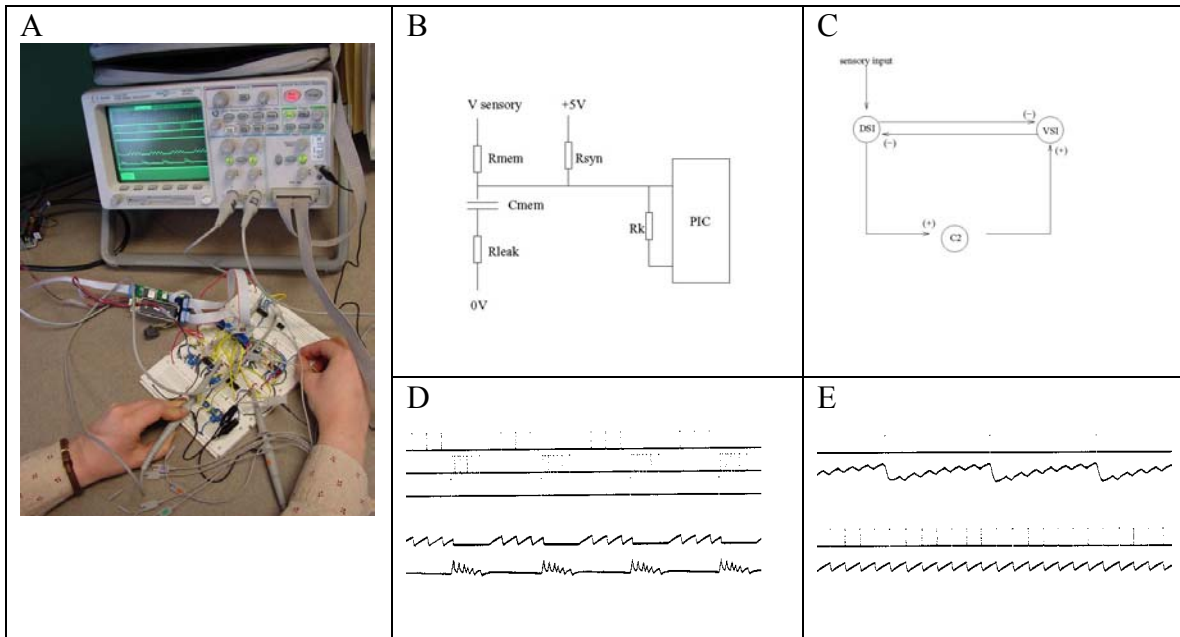 A
B
V sensory
+5V
Rmem
Rsyn
Cmem
Rk
PIC
Rleak
0V
C
sensory input
(-)
DSI
VSI
(-)
(+)
(+)
C2
D
E